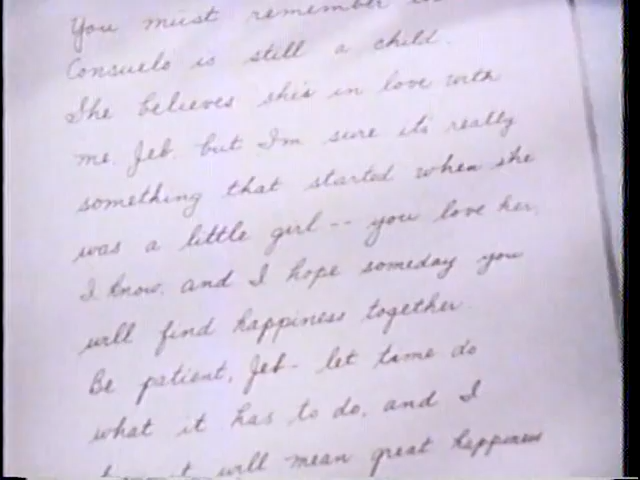 You must remember
Consuelo is still a child.
She believes she's in love with
me, Jeb, but I'm sure it's really
something that started when she
was a little girl -- you love her,
I know, and I hope someday you
will find happiness together.
Be patient, Jeb - let time do
what it has to do, and I
will mean great happiness